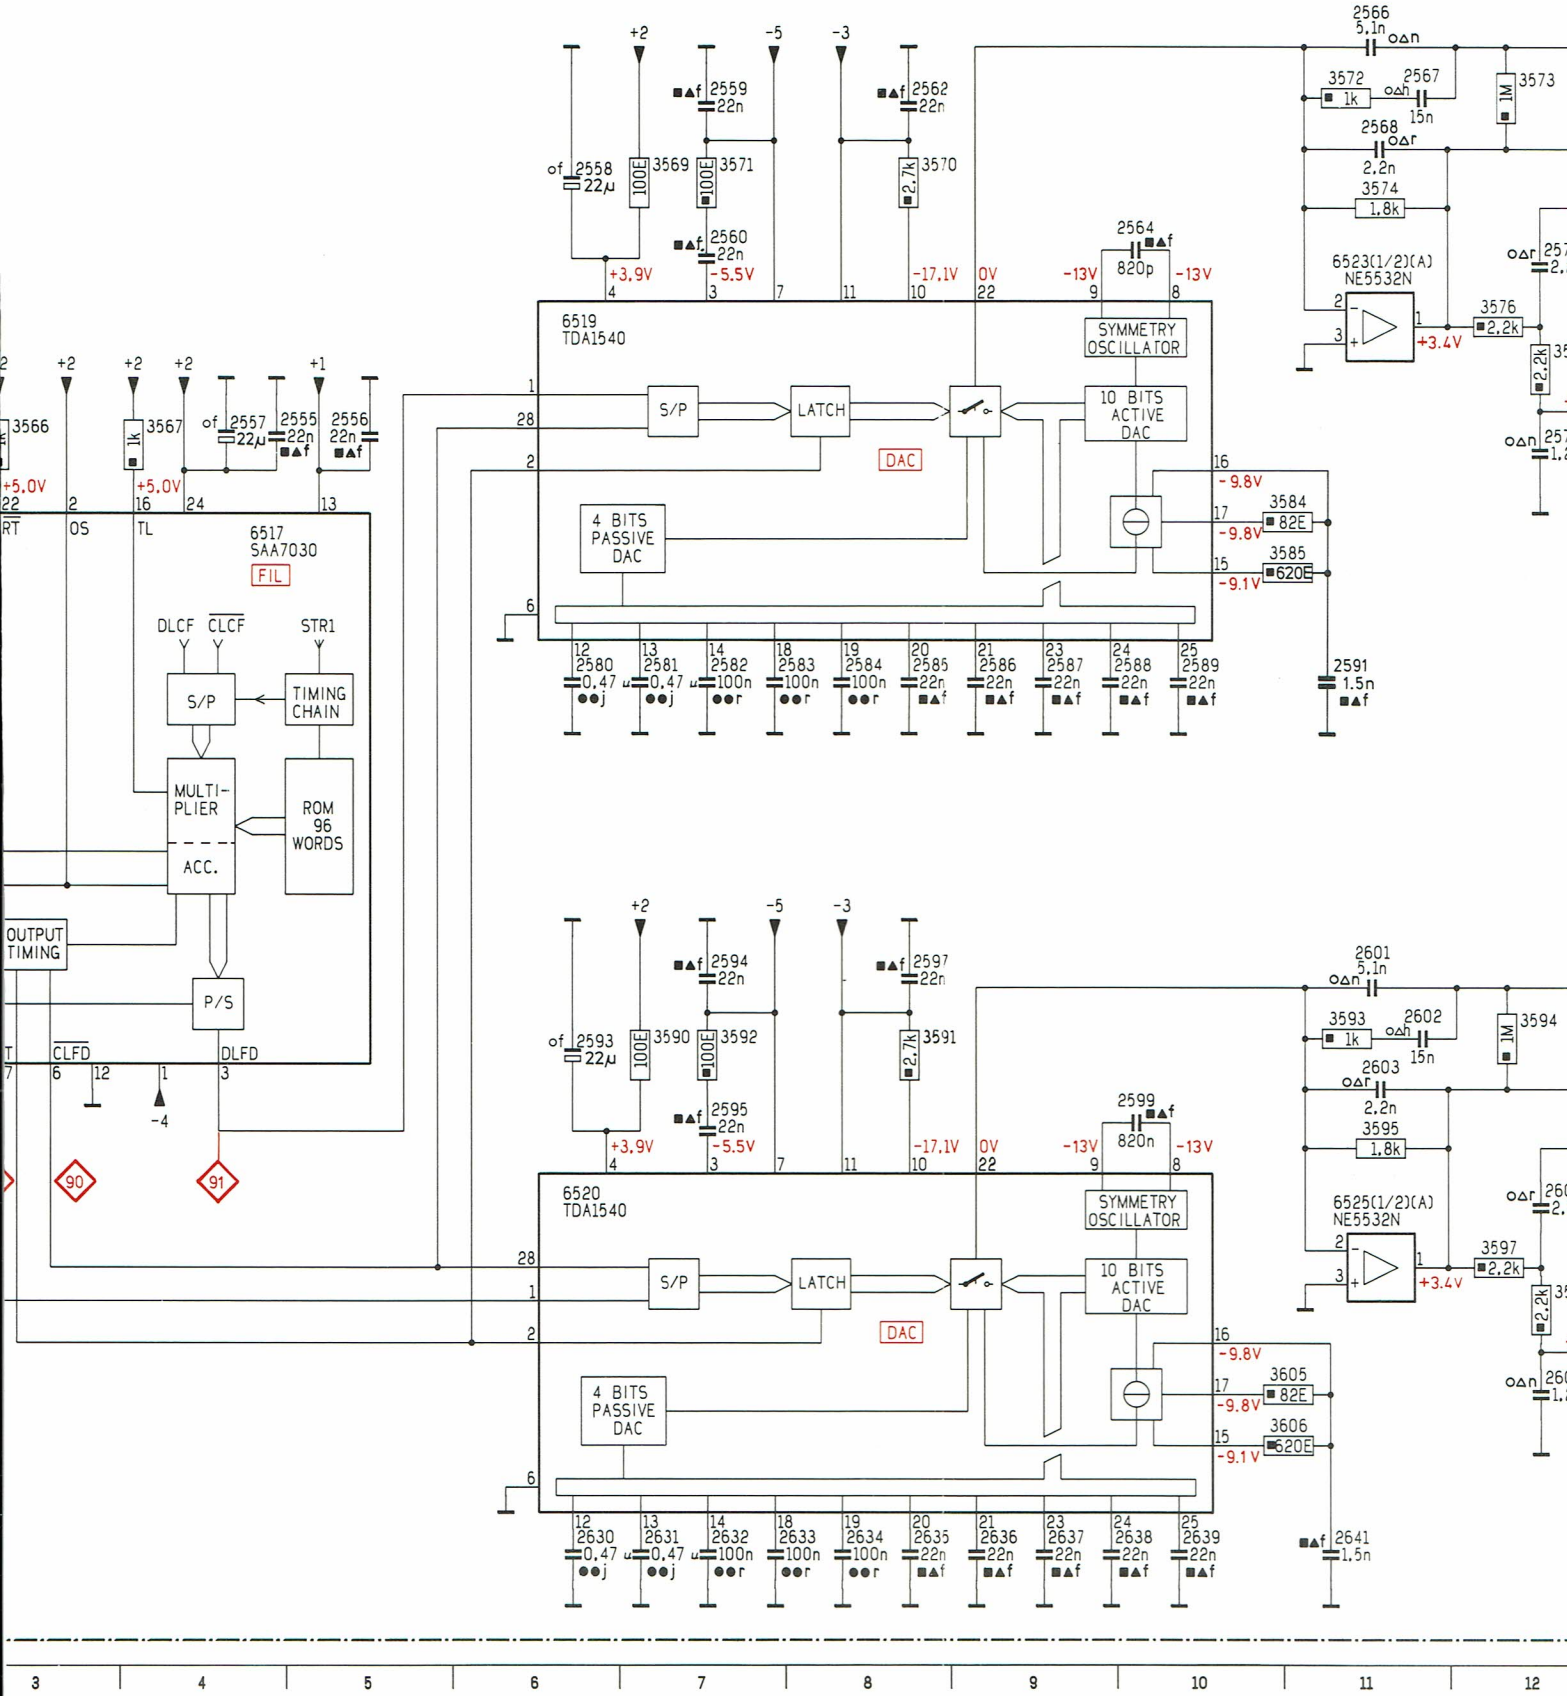 +2
-5
-3
2566
5,1n
o△n
3572
1k
o△h
2567
15n
1M
3573
■▲f
2559
22n
■▲f
2562
22n
2568
o△r
2,2n
3574
1,8k
of
2558
22µ
100E
3569
100E
3571
2,7k
3570
■▲f
2560
22n
2564
■▲f
820p
+3,9V
-5.5V
-17,1V
0V
-13V
-13V
4
3
7
11
10
22
9
8
6523(1/2)(A)
NE5532N
2
3
1
+3.4V
3576
2,2k
o△r
2,2k
o△n
6519
TDA1540
SYMMETRY
OSCILLATOR
1
28
2
S/P
LATCH
10 BITS
ACTIVE
DAC
DAC
4 BITS
PASSIVE
DAC
16
-9.8V
17
-9.8V
3584
82E
15
-9.1V
3585
620E
6
12
13
14
18
19
20
21
23
24
25
2580
0,47 µ
●●j
2581
0,47 µ
●●j
2582
100n
●●r
2583
100n
●●r
2584
100n
●●r
2585
22n
■▲f
2586
22n
■▲f
2587
22n
■▲f
2588
22n
■▲f
2589
22n
■▲f
2591
1.5n
■▲f
2
+2
+2
+2
+1
3566
1k
3567
of
2557
22µ
2555
22n
■▲f
2556
22n
■▲f
+5.0V
+5.0V
22
2
16
24
13
RT
OS
TL
6517
SAA7030
FIL
DLCF
CLCF
STR1
S/P
TIMING
CHAIN
MULTI-
PLIER
ACC.
ROM
96
WORDS
OUTPUT
TIMING
P/S
T
CLFD
DLFD
7
6
12
1
3
-4
90
91
+2
-5
-3
■▲f
2594
22n
■▲f
2597
22n
2601
5,1n
o△n
3593
1k
o△h
2602
15n
1M
3594
o△r
2603
2,2n
3595
1,8k
of
2593
22µ
100E
3590
100E
3592
2,7k
3591
■▲f
2595
22n
2599
■▲f
820n
+3,9V
-5.5V
-17,1V
0V
-13V
-13V
4
3
7
11
10
22
9
8
6525(1/2)(A)
NE5532N
2
3
1
+3.4V
3597
2,2k
o△r
2,2k
o△n
6520
TDA1540
SYMMETRY
OSCILLATOR
28
1
2
S/P
LATCH
10 BITS
ACTIVE
DAC
DAC
4 BITS
PASSIVE
DAC
16
-9.8V
17
-9.8V
3605
82E
15
-9.1V
3606
620E
6
12
13
14
18
19
20
21
23
24
25
2630
0,47 µ
●●j
2631
0,47 µ
●●j
2632
100n
●●r
2633
100n
●●r
2634
100n
●●r
2635
22n
■▲f
2636
22n
■▲f
2637
22n
■▲f
2638
22n
■▲f
2639
22n
■▲f
■▲f
2641
1,5n
3
4
5
6
7
8
9
10
11
12